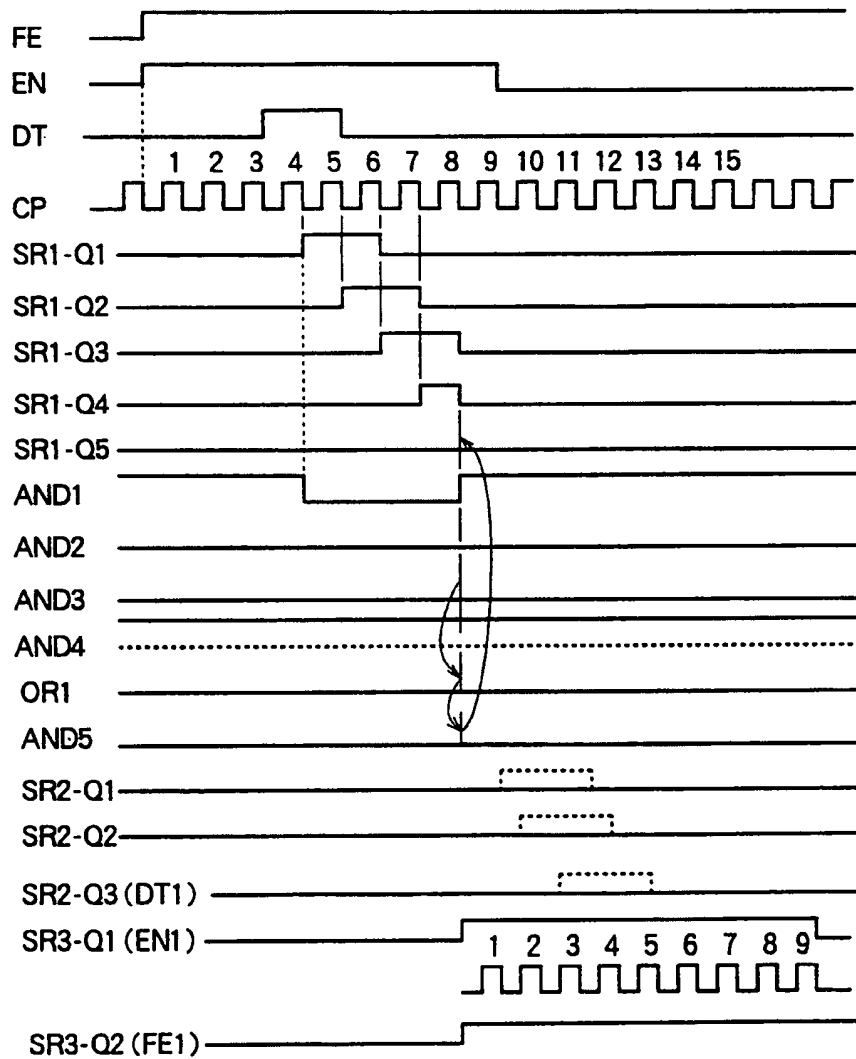 FE
EN
DT
1 2 3 4 5 6 7 8 9 10 11 12 13 14 15
CP
SR1-Q1
SR1-Q2
SR1-Q3
SR1-Q4
SR1-Q5
AND1
AND2
AND3
AND4
OR1
AND5
SR2-Q1
SR2-Q2
SR2-Q3(DT1)
SR3-Q1(EN1)
1 2 3 4 5 6 7 8 9
SR3-Q2(FE1)